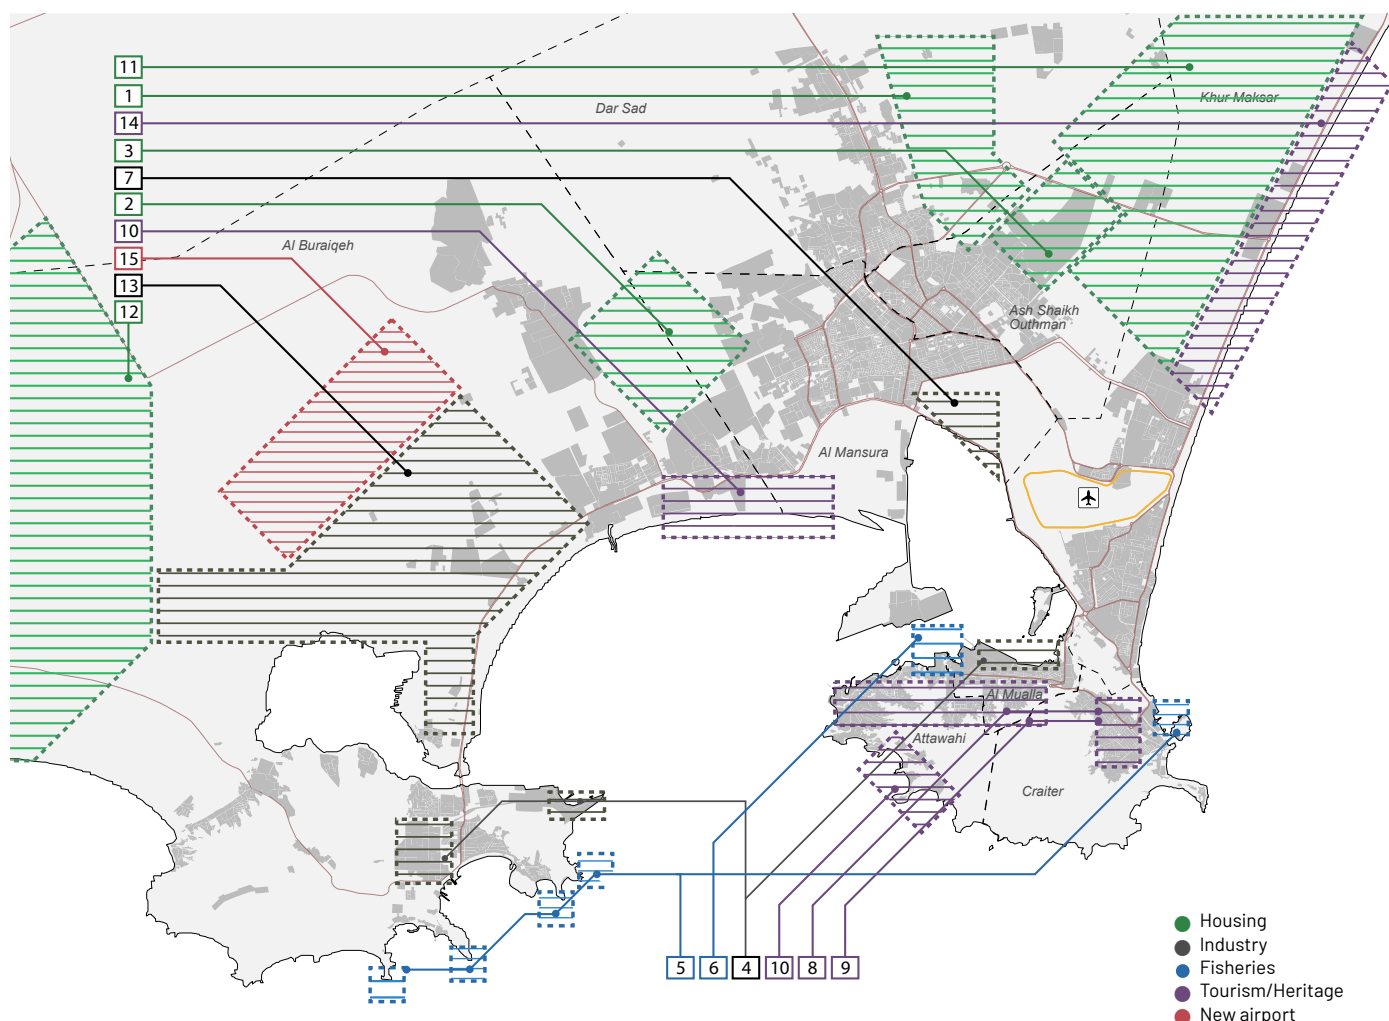 11
1
14
3
7
2
10
15
13
12
Dar Sad
Khur Maksar
Al Buraiqeh
Ash Shaikh
Outhman
Al Mansura
Al Mualla
Attawahi
Craiter
5
6
4
10
8
9
Housing
Industry
Fisheries
Tourism/Heritage
New airport